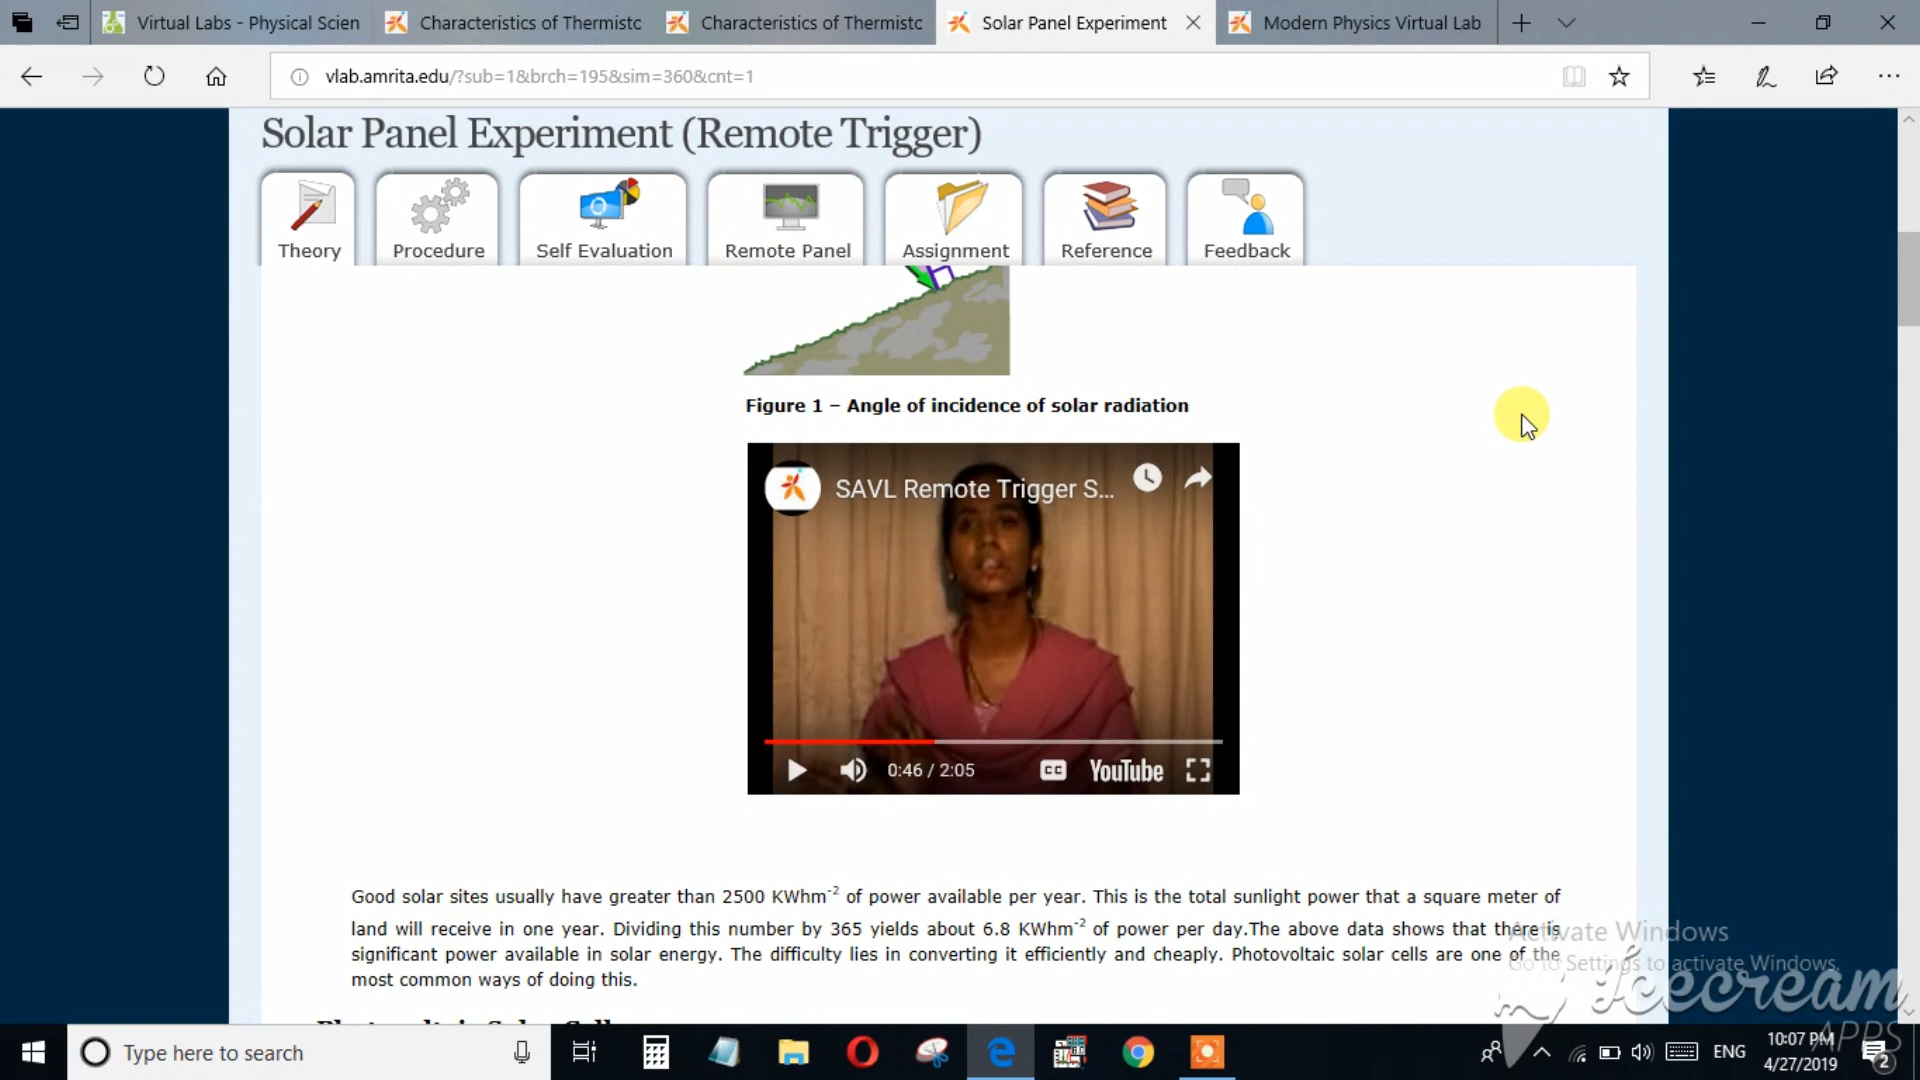 Virtual Labs - Physical Scien
Characteristics of Thermistc
Characteristics of Thermistc
Solar Panel Experiment
Modern Physics Virtual Lab
vlab.amrita.edu/?sub=1&brch=195&sim=360&cnt=1
Solar Panel Experiment (Remote Trigger)
Theory
Procedure
Self Evaluation
Remote Panel
Assignment
Reference
Feedback
Figure 1 – Angle of incidence of solar radiation
SAVL Remote Trigger S...
0:46 / 2:05
CC
YouTube
Good solar sites usually have greater than 2500 KWhm⁻² of power available per year. This is the total sunlight power that a square meter of
land will receive in one year. Dividing this number by 365 yields about 6.8 KWhm⁻² of power per day.The above data shows that there is
significant power available in solar energy. The difficulty lies in converting it efficiently and cheaply. Photovoltaic solar cells are one of the
most common ways of doing this.
Activate Windows
Go to Settings to activate Windows.
Icecream
APPS
Type here to search
ENG
10:07 PM
4/27/2019
2